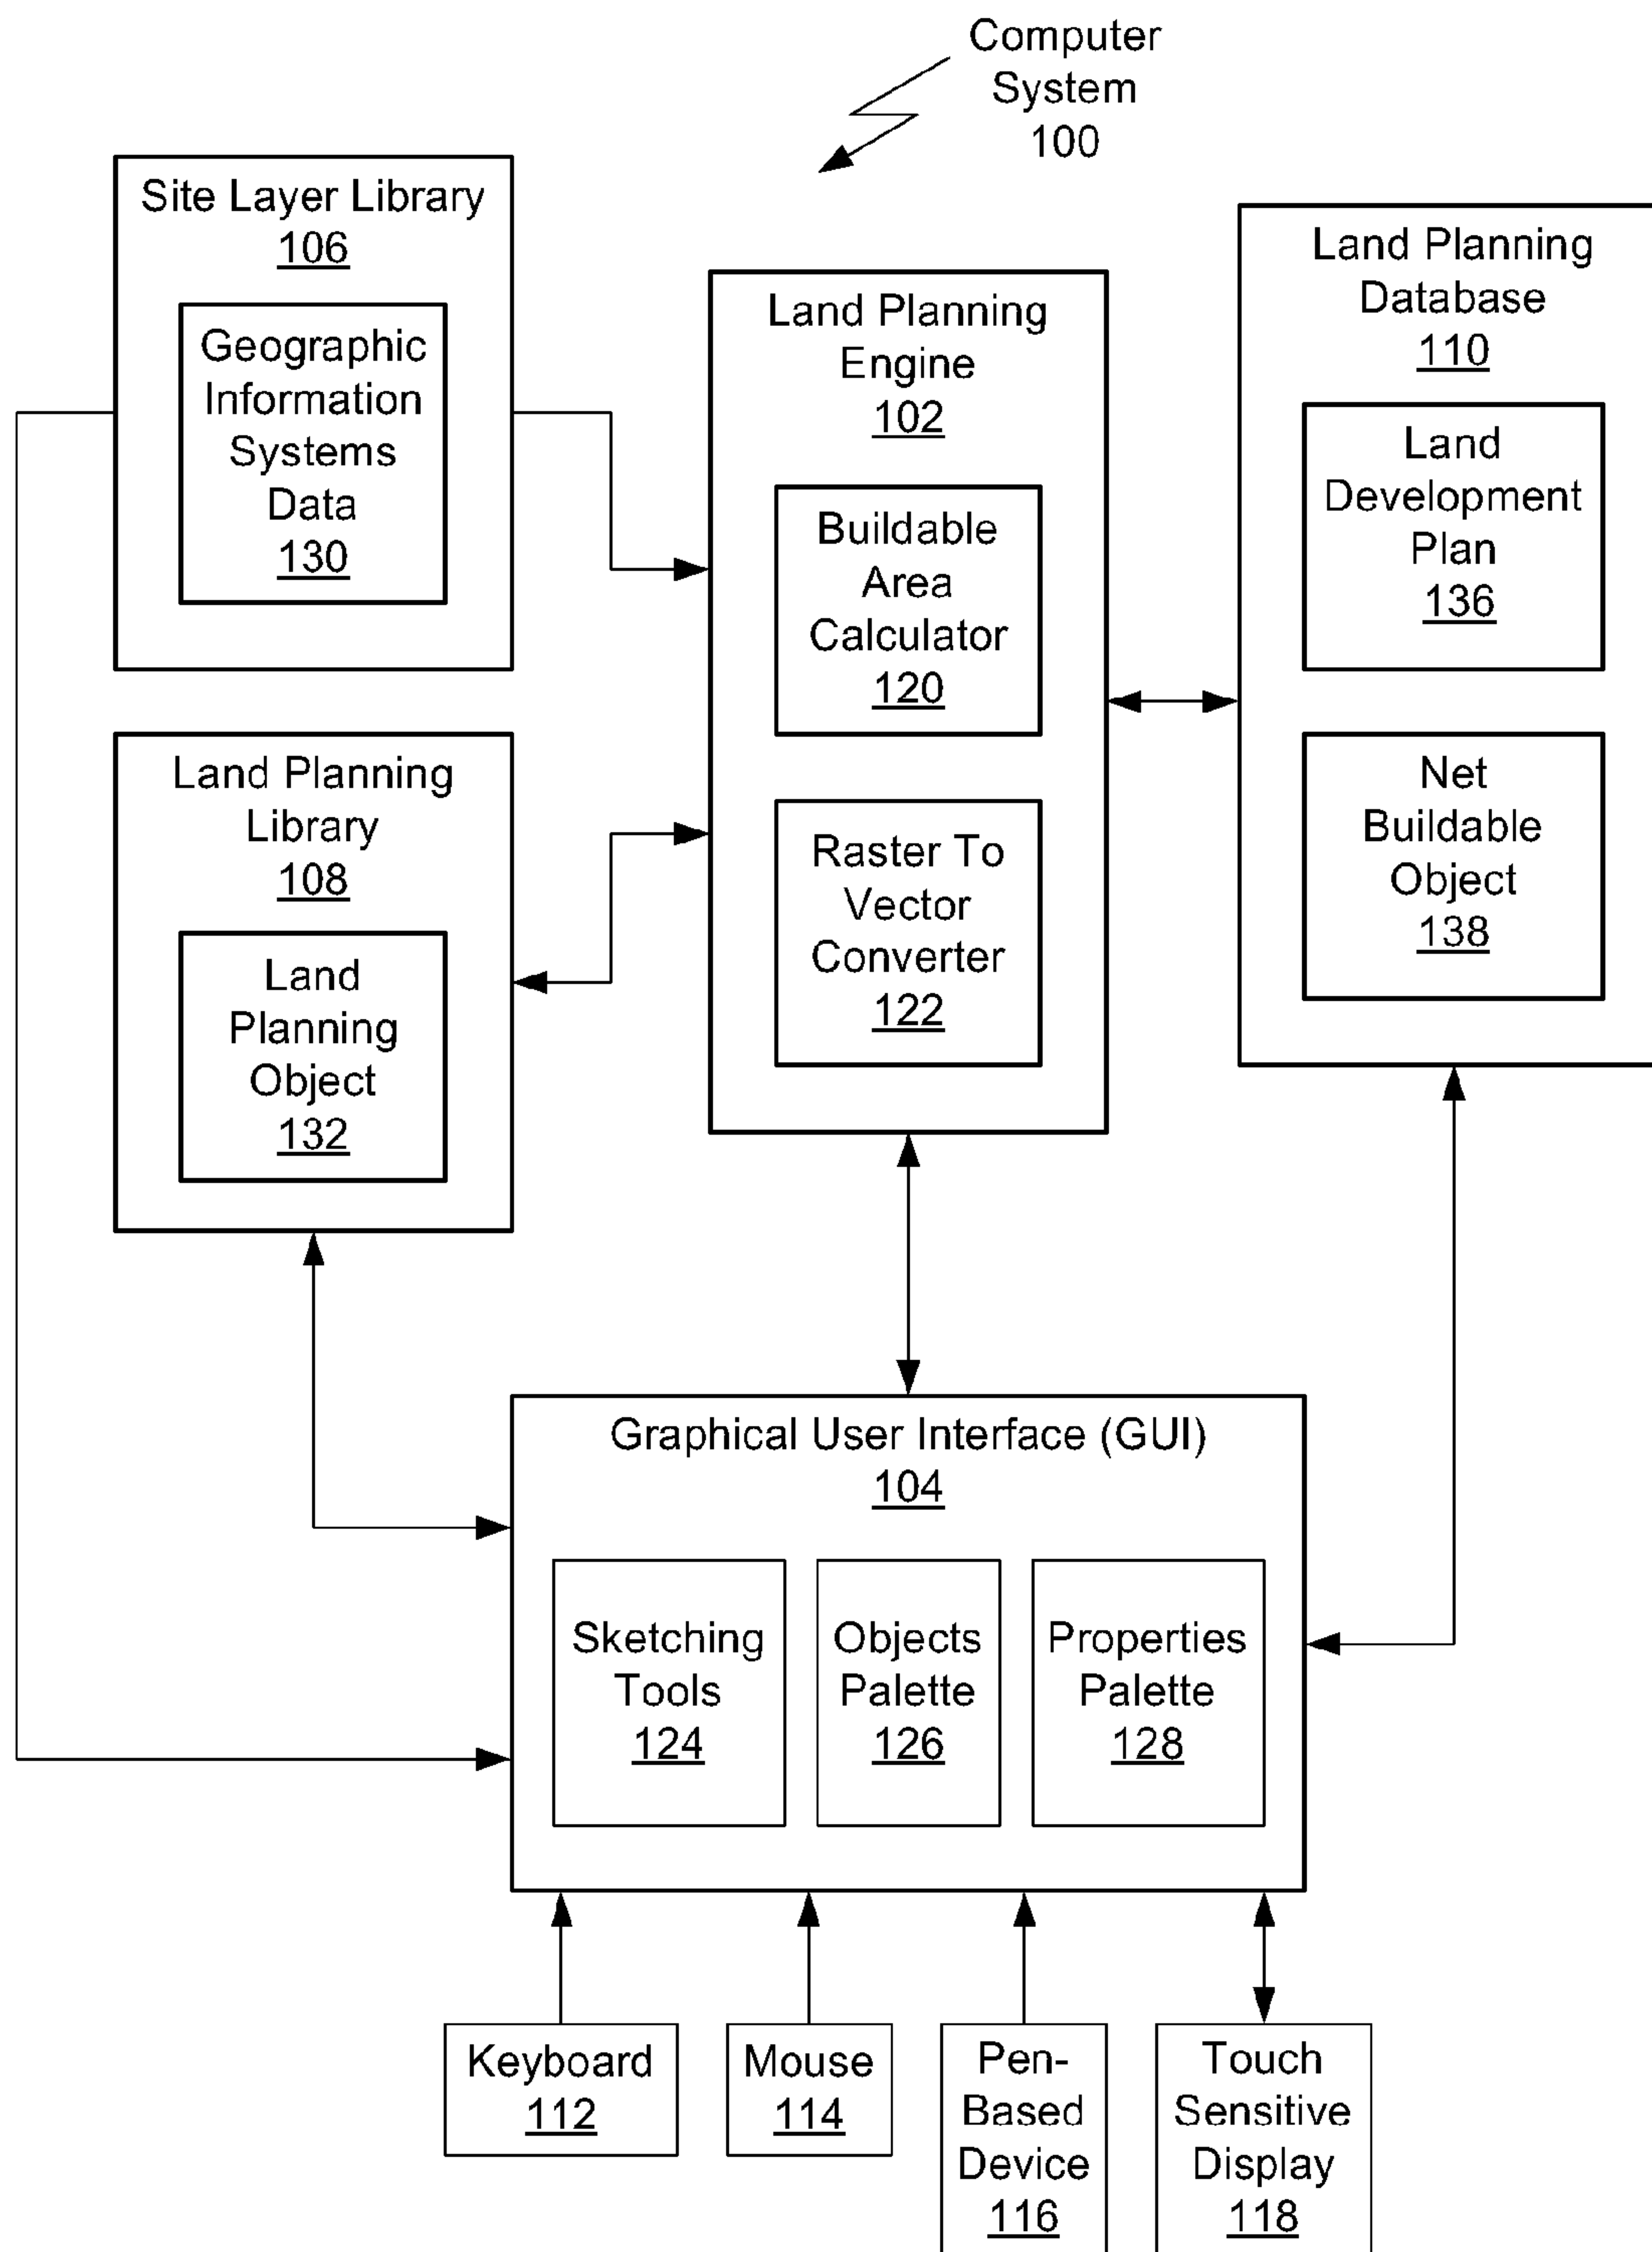 Computer
System
100
Site Layer Library
106
Geographic
Information
Systems
Data
130
Land Planning
Library
108
Land
Planning
Object
132
Land Planning
Engine
102
Buildable
Area
Calculator
120
Raster To
Vector
Converter
122
Land Planning
Database
110
Land
Development
Plan
136
Net
Buildable
Object
138
Graphical User Interface (GUI)
104
Sketching
Tools
124
Objects
Palette
126
Properties
Palette
128
Keyboard
112
Mouse
114
Pen-
Based
Device
116
Touch
Sensitive
Display
118